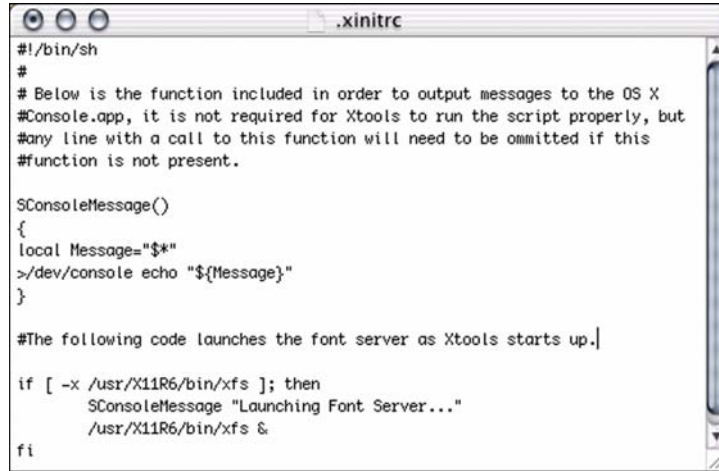 .xinitrc
#!/bin/sh
#
# Below is the function included in order to output messages to the OS X
#Console.app, it is not required for Xtools to run the script properly, but
#any line with a call to this function will need to be ommitted if this
#function is not present.

SConsoleMessage()
{
local Message="$*"
>/dev/console echo "${Message}"
}

#The following code launches the font server as Xtools starts up.

if [ -x /usr/X11R6/bin/xfs ]; then
        SConsoleMessage "Launching Font Server..."
        /usr/X11R6/bin/xfs &
fi